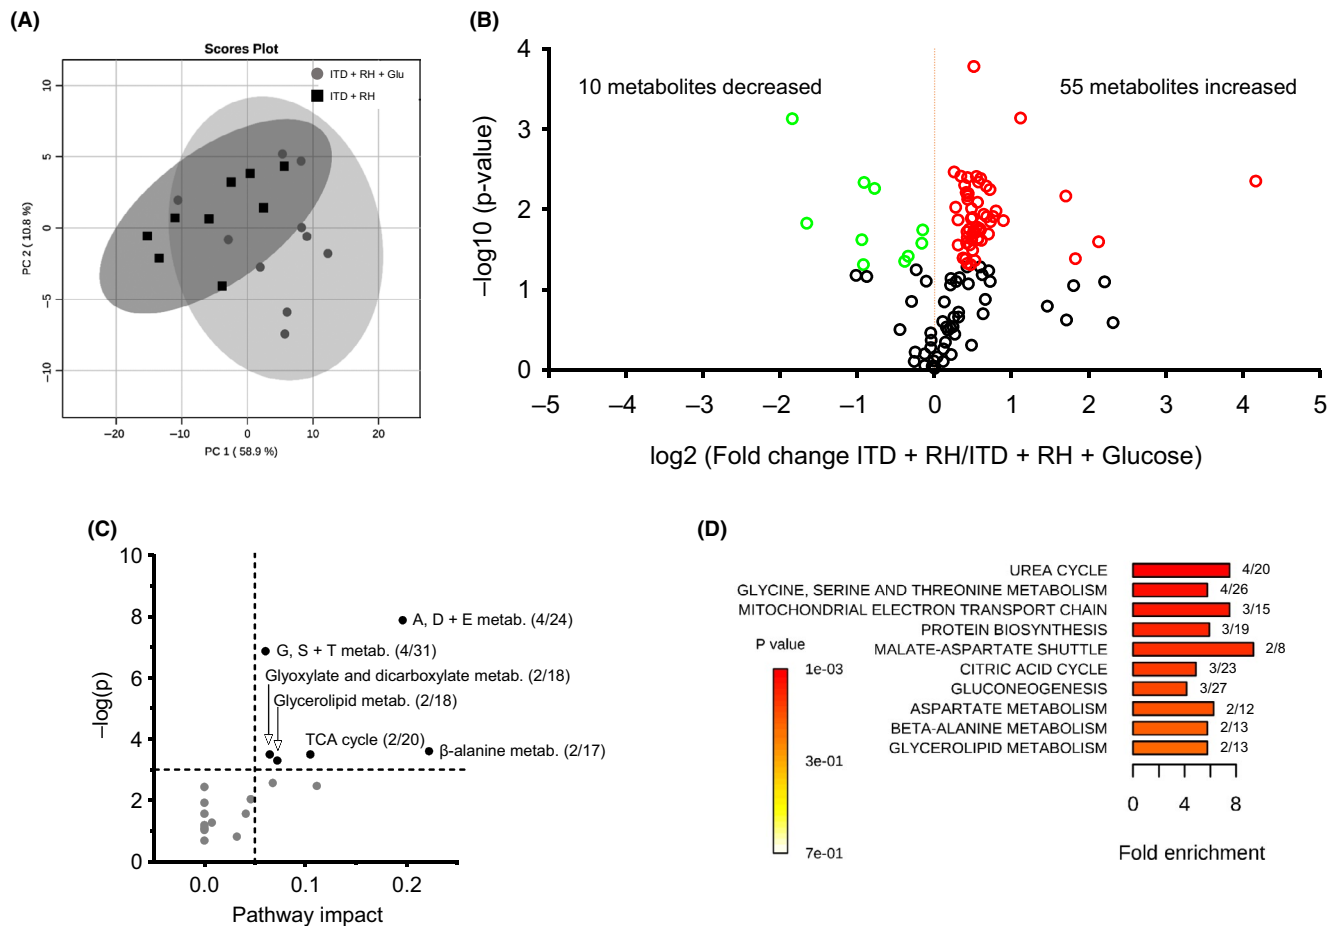 (A)
Scores Plot
ITD + RH + Glu
ITD + RH
10
5
0
−5
−10
PC 2 ( 10.8 %)
−20 −10 0 10 20
PC 1 ( 58.9 %)
(B)
10 metabolites decreased
55 metabolites increased
4
3
2
1
0
–log10 (p-value)
–5 –4 –3 –2 –1 0 1 2 3 4 5
log2 (Fold change ITD + RH/ITD + RH + Glucose)
(C)
10
8
6
4
2
0
–log(p)
A, D + E metab. (4/24)
G, S + T metab. (4/31)
Glyoxylate and dicarboxylate metab. (2/18)
Glycerolipid metab. (2/18)
TCA cycle (2/20)
β-alanine metab. (2/17)
0.0 0.1 0.2
Pathway impact
(D)
P value
1e-03
3e-01
7e-01
UREA CYCLE 4/20
GLYCINE, SERINE AND THREONINE METABOLISM 4/26
MITOCHONDRIAL ELECTRON TRANSPORT CHAIN 3/15
PROTEIN BIOSYNTHESIS 3/19
MALATE-ASPARTATE SHUTTLE 2/8
CITRIC ACID CYCLE 3/23
GLUCONEOGENESIS 3/27
ASPARTATE METABOLISM 2/12
BETA-ALANINE METABOLISM 2/13
GLYCEROLIPID METABOLISM 2/13
0 4 8
Fold enrichment